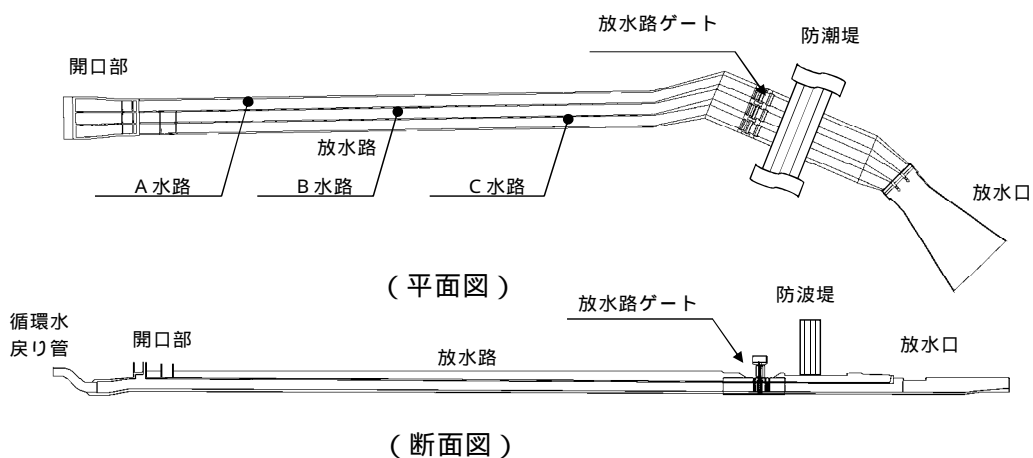 放水路ゲート
防潮堤
開口部
放水路
A水路
B水路
C水路
放水口
（平面図）
循環水
戻り管
開口部
放水路
放水路ゲート
防波堤
放水口
（断面図）